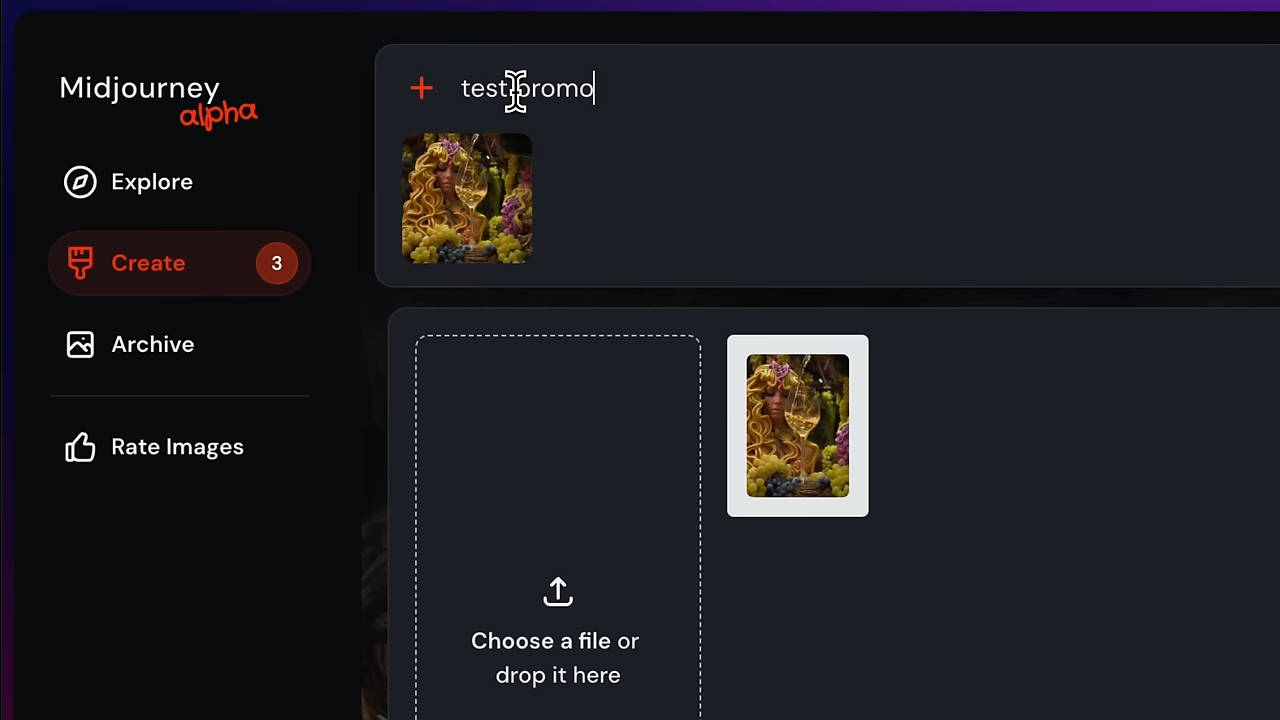 Midjourney
alpha
test promo
Explore
Create
3
Archive
Rate Images
Choose a file or
drop it here